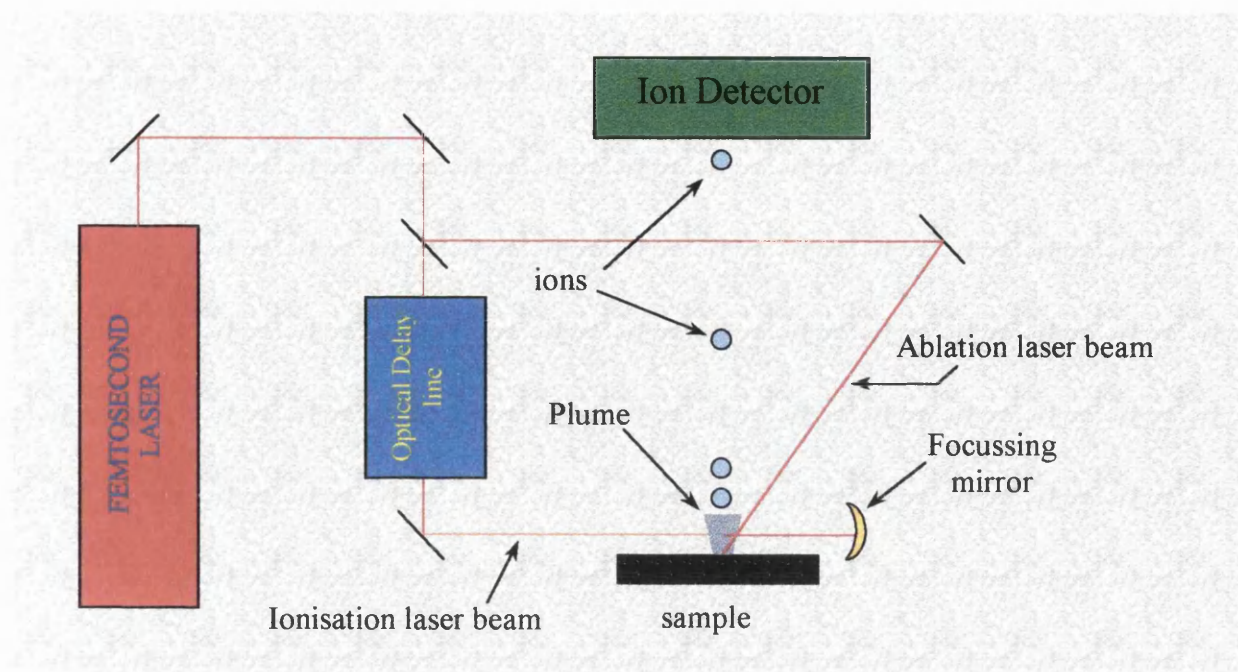 Ion Detector
ions
FEMTOSECOND
LASER
Optical Delay
line
Ablation laser beam
Plume
Focussing
mirror
Ionisation laser beam
sample